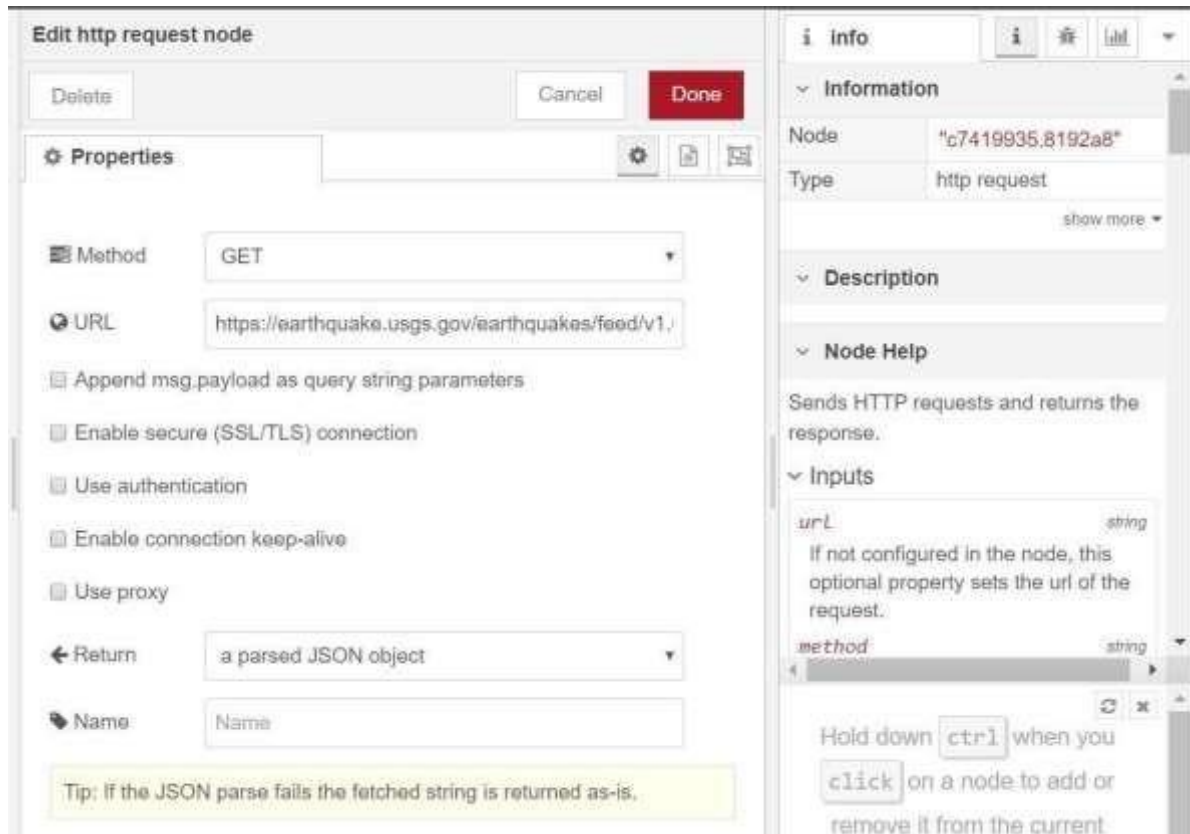 Edit http request node
Delete
Cancel
Done
Properties
Method
GET
URL
https://earthquake.usgs.gov/earthquakes/feed/v1.
Append msg.payload as query string parameters
Enable secure (SSL/TLS) connection
Use authentication
Enable connection keep-alive
Use proxy
Return
a parsed JSON object
Name
Name
Tip: If the JSON parse fails the fetched string is returned as-is.
i info
i
Information
Node
"c7419935.8192a8"
Type
http request
show more
Description
Node Help
Sends HTTP requests and returns the
response.
Inputs
url
string
If not configured in the node, this
optional property sets the url of the
request.
method
string
Hold down ctrl when you
click on a node to add or
remove it from the current